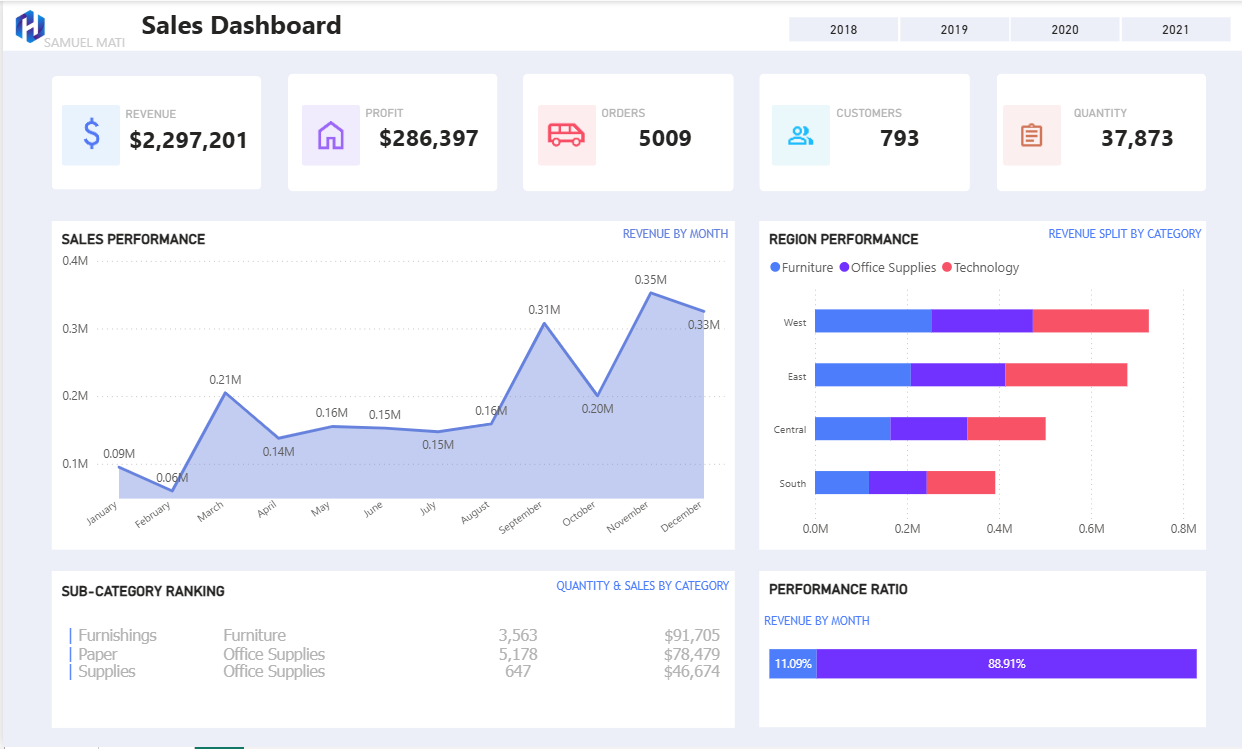 SAMUEL MATI
Sales Dashboard
2018 2019 2020 2021
REVENUE
$2,297,201
PROFIT
$286,397
ORDERS
5009
CUSTOMERS
793
QUANTITY
37,873
SALES PERFORMANCE
REVENUE BY MONTH
0.4M
0.3M
0.2M
0.1M
0.09M
0.06M
0.21M
0.14M
0.16M
0.15M
0.15M
0.16M
0.31M
0.20M
0.35M
0.33M
January February March April May June July August September October November December
REGION PERFORMANCE
REVENUE SPLIT BY CATEGORY
Furniture Office Supplies Technology
West
East
Central
South
0.0M 0.2M 0.4M 0.6M 0.8M
SUB-CATEGORY RANKING
QUANTITY & SALES BY CATEGORY
Furnishings Furniture 3,563 $91,705
Paper Office Supplies 5,178 $78,479
Supplies Office Supplies 647 $46,674
PERFORMANCE RATIO
REVENUE BY MONTH
11.09% 88.91%